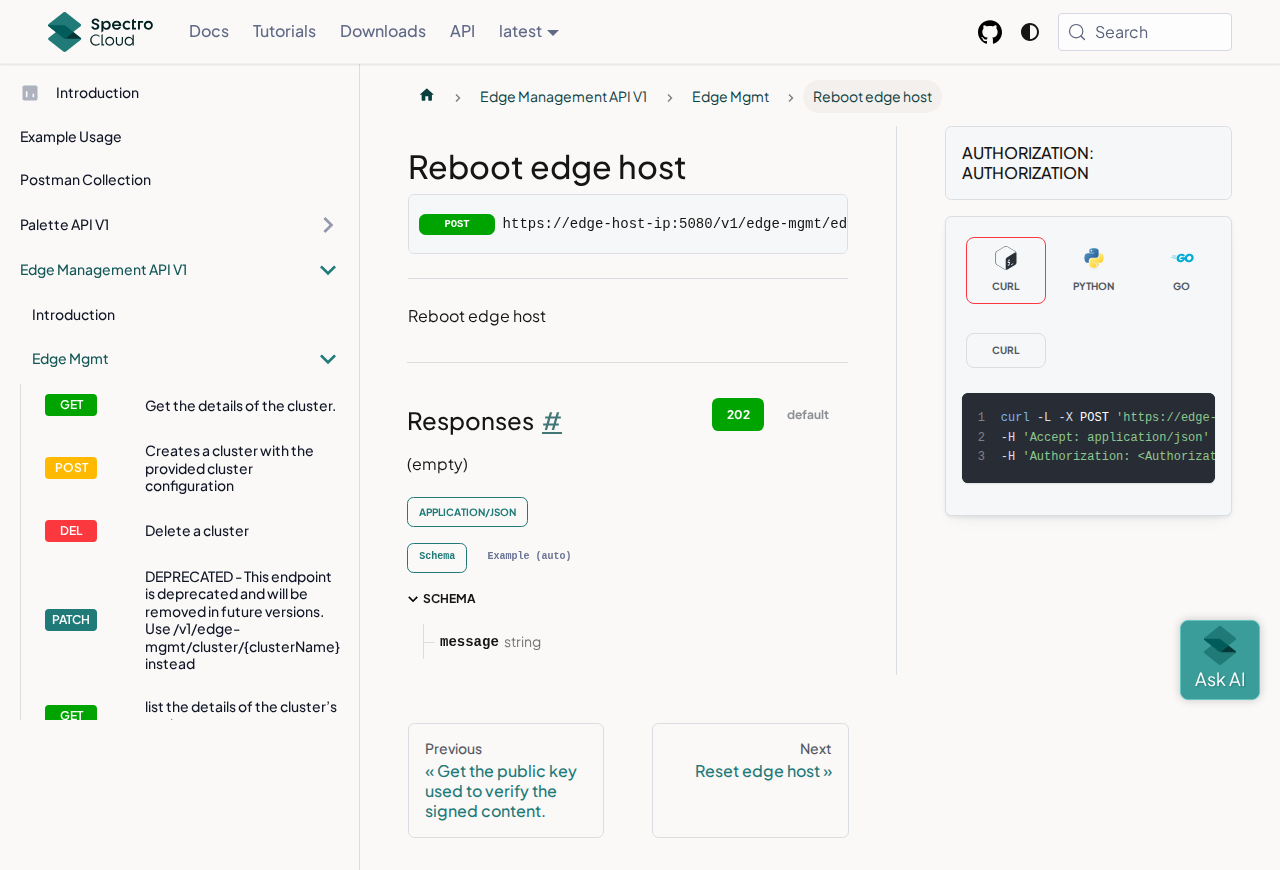 Spectro Cloud
Docs
Tutorials
Downloads
API
latest
Search
Introduction
Example Usage
Postman Collection
Palette API V1
Edge Management API V1
Introduction
Edge Mgmt
GET Get the details of the cluster.
POST Creates a cluster with the
provided cluster
configuration
DEL Delete a cluster
PATCH DEPRECATED - This endpoint
is deprecated and will be
removed in future versions.
Use /v1/edge-
mgmt/cluster/{clusterName}
instead
GET list the details of the cluster’s
Edge Management API V1
Edge Mgmt
Reboot edge host
Reboot edge host
POST https://edge-host-ip:5080/v1/edge-mgmt/ed
Reboot edge host
Responses #
202
default
(empty)
APPLICATION/JSON
Schema
Example (auto)
SCHEMA
message string
Previous
« Get the public key
used to verify the
signed content.
Next
Reset edge host »
AUTHORIZATION:
AUTHORIZATION
CURL
PYTHON
GO
CURL
1 curl -L -X POST 'https://edge-
2 -H 'Accept: application/json'
3 -H 'Authorization: <Authorizat
Ask AI